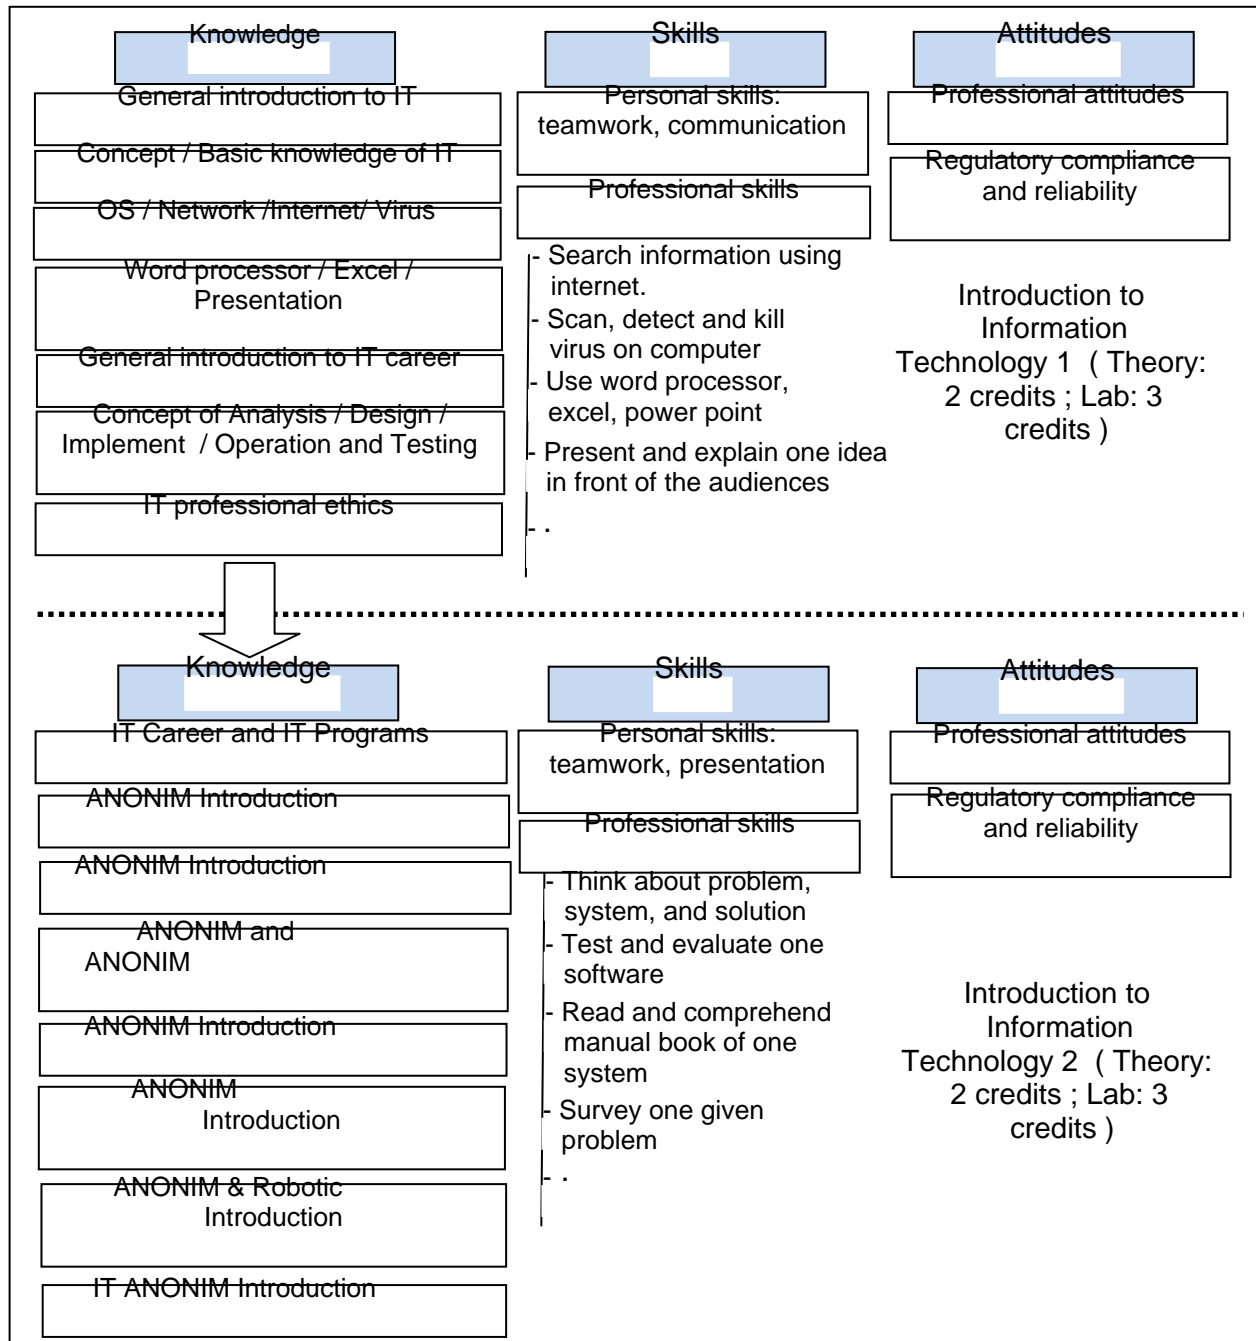 Knowledge
General introduction to IT
Concept / Basic knowledge of IT
OS / Network /Internet/ Virus
Word processor / Excel /
Presentation
General introduction to IT career
Concept of Analysis / Design /
Implement / Operation and Testing
IT professional ethics
Skills
Personal skills:
teamwork, communication
Professional skills
- Search information using
internet.
- Scan, detect and kill
virus on computer
- Use word processor,
excel, power point
- Present and explain one idea
in front of the audiences
- .
Attitudes
Professional attitudes
Regulatory compliance
and reliability
Introduction to
Information
Technology 1 ( Theory:
2 credits ; Lab: 3
credits )
Knowledge
IT Career and IT Programs
ANONIM Introduction
ANONIM Introduction
ANONIM and
ANONIM
ANONIM Introduction
ANONIM
Introduction
ANONIM & Robotic
Introduction
IT ANONIM Introduction
Skills
Personal skills:
teamwork, presentation
Professional skills
- Think about problem,
system, and solution
- Test and evaluate one
software
- Read and comprehend
manual book of one
system
- Survey one given
problem
- .
Attitudes
Professional attitudes
Regulatory compliance
and reliability
Introduction to
Information
Technology 2 ( Theory:
2 credits ; Lab: 3
credits )